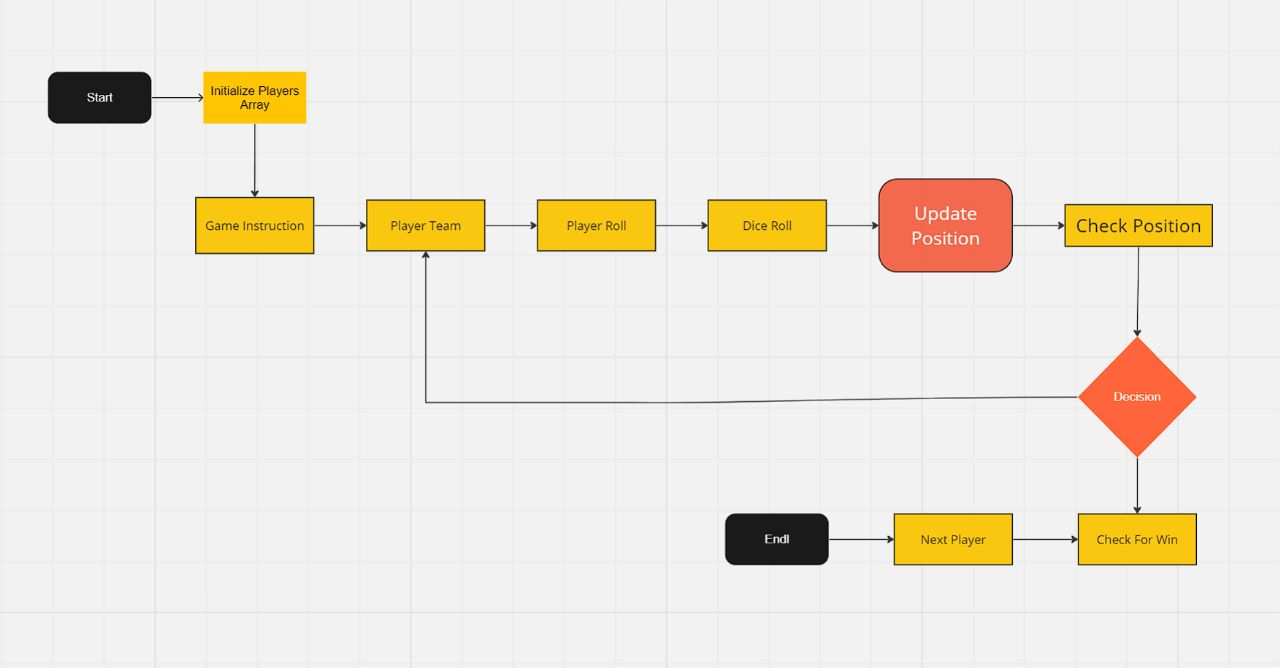 Start
Initialize Players
Array
Game Instruction
Player Team
Player Roll
Dice Roll
Update
Position
Check Position
Decision
Endl
Next Player
Check For Win